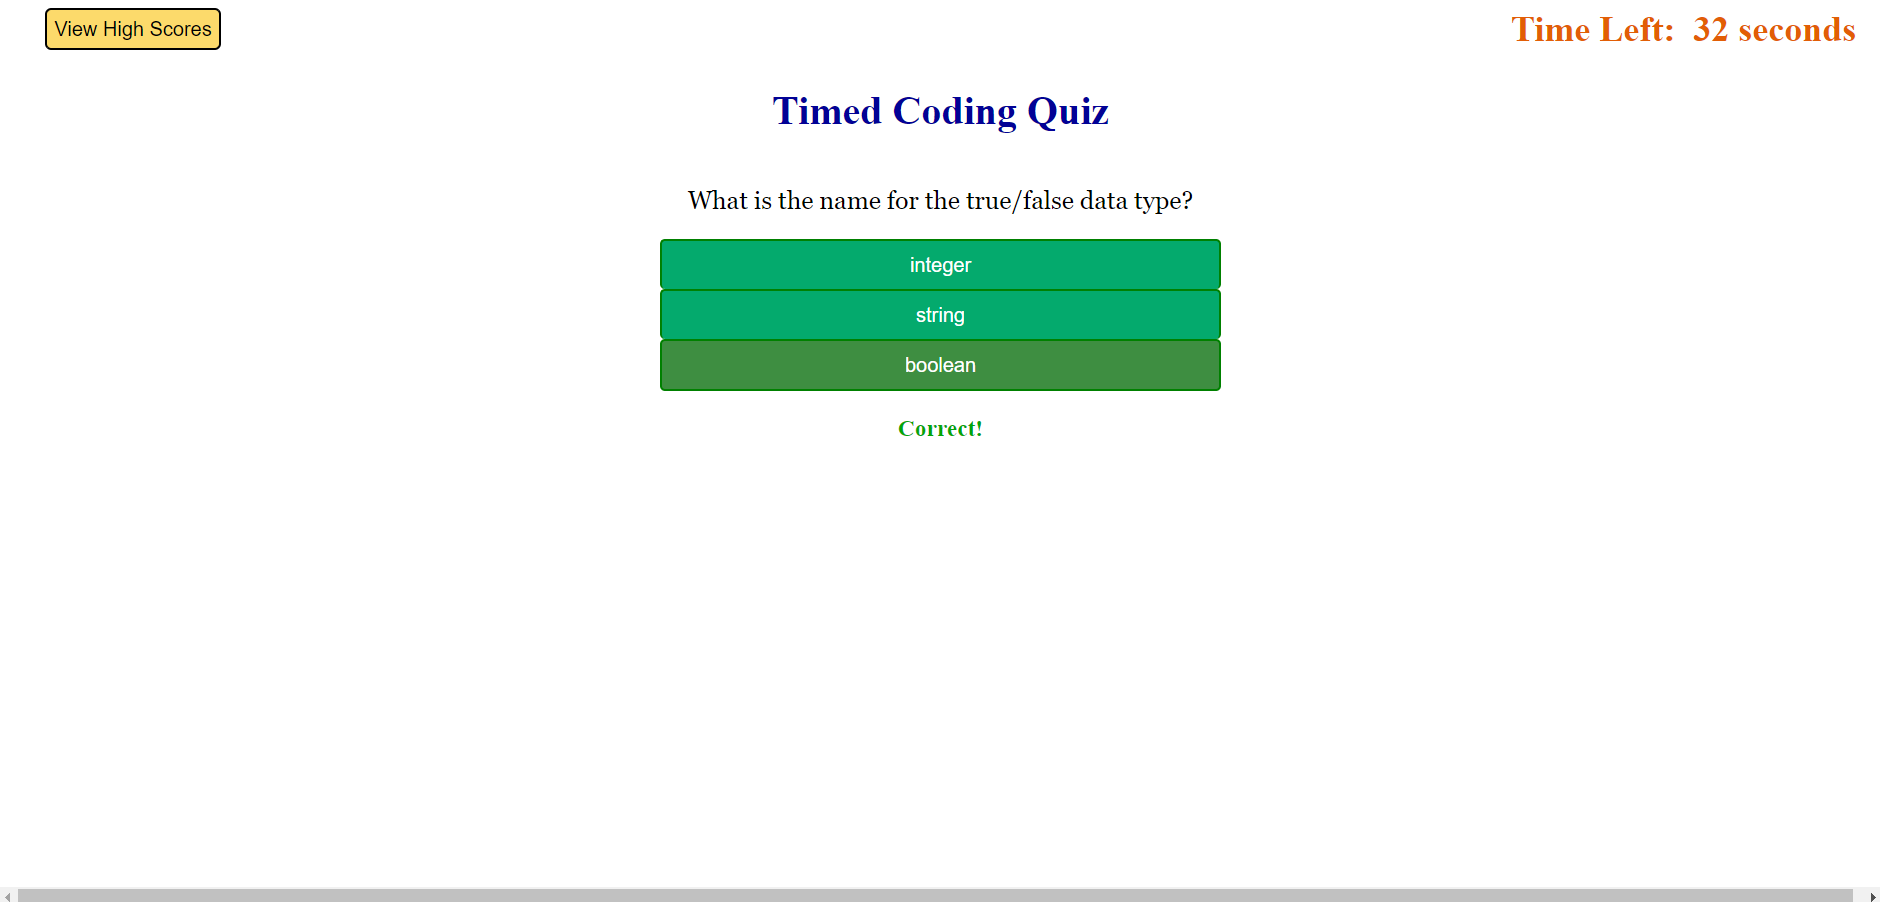 View High Scores
Time Left:  32 seconds
Timed Coding Quiz
What is the name for the true/false data type?
integer
string
boolean
Correct!